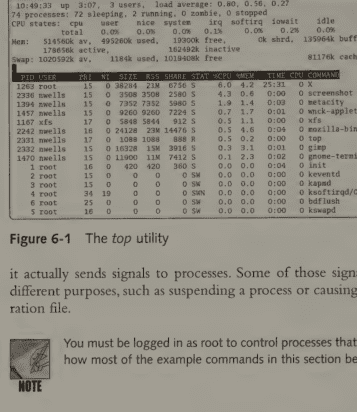 10:49:33 up 3:07, 3 users, load average: 0.80, 0.56, 0.27
74 processes: 72 sleeping, 2 running, 0 zombie, 0 stopped
CPU states: cpu user nice system irq softirq iowait idle
total 0.0% 0.0% 0.1% 0.0% 0.2% 0.0%
Mem: 514560k av, 495260k used, 19300k free, 0k shrd, 135964k buff
178656k active, 162492k inactive
Swap: 1020592k av, 1184k used, 1019408k free 81176k cach
PID USER PRI NI SIZE RSS SHARE STAT %CPU %MEM TIME CPU COMMAND
1263 root 15 0 38284 21M 6756 S 6.0 4.2 25:31 0 X
2336 nwells 15 0 3508 3508 2580 S 4.3 0.6 0:00 0 screenshot
1394 nwells 15 0 7352 7352 5980 S 1.9 1.4 0:03 0 metacity
1457 nwells 15 0 9260 9260 7224 S 0.7 1.7 0:01 0 wnck-applet
1167 xfs 17 0 5848 5844 912 S 0.5 1.1 0:00 0 xfs
2242 nwells 16 0 24128 23M 14476 S 0.5 4.6 0:04 0 mozilla-bin
2331 nwells 17 0 1088 1088 888 R 0.5 0.2 0:00 0 top
2332 nwells 15 0 16328 15M 3916 S 0.3 3.1 0:01 0 gimp
1470 nwells 15 0 11900 11M 7412 S 0.1 2.3 0:02 0 gnome-termi
1 root 16 0 420 420 360 S 0.0 0.0 0:04 0 init
2 root 15 0 0 0 0 SW 0.0 0.0 0:00 0 keventd
3 root 15 0 0 0 0 SW 0.0 0.0 0:00 0 kapmd
4 root 34 19 0 0 0 SWN 0.0 0.0 0:00 0 ksoftirqd/0
6 root 25 0 0 0 0 SW 0.0 0.0 0:00 0 bdflush
5 root 16 0 0 0 0 SW 0.0 0.0 0:00 0 kswapd
Figure 6-1 The top utility
it actually sends signals to processes. Some of those sign
different purposes, such as suspending a process or causing
ration file.
You must be logged in as root to control processes that
how most of the example commands in this section be
NOTE